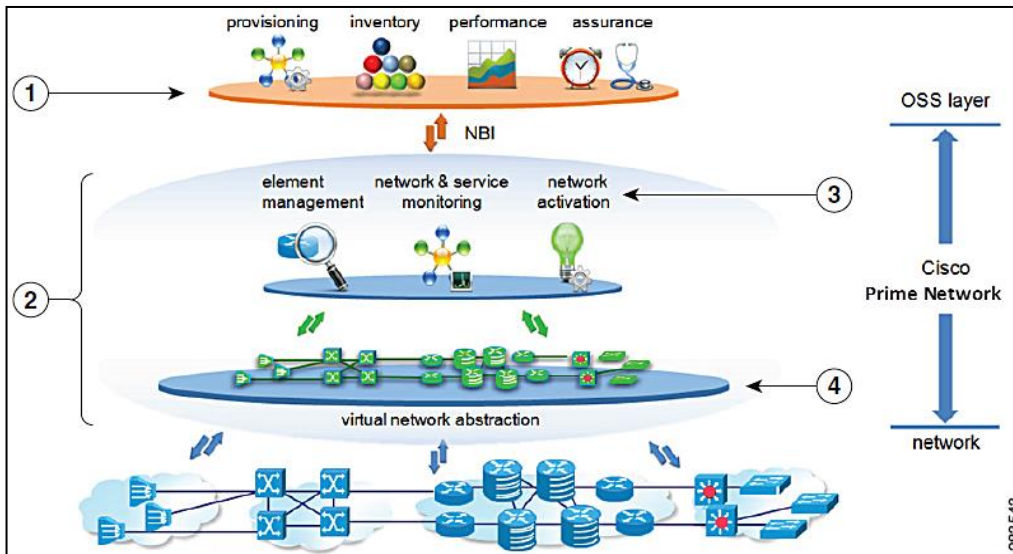 provisioning
inventory
performance
assurance
1
OSS layer
NBI
element
management
network & service
monitoring
network
activation
3
2
Cisco
Prime Network
4
virtual network abstraction
network